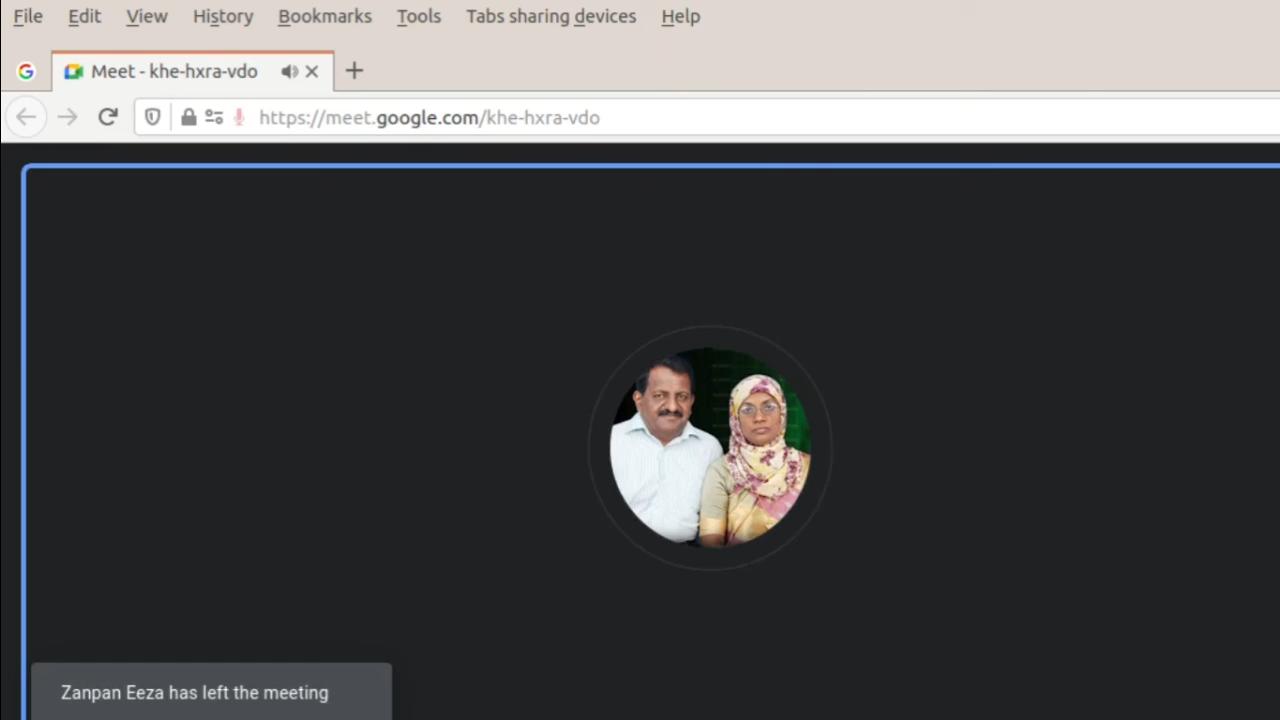 File Edit View History Bookmarks Tools Tabs sharing devices Help
Meet - khe-hxra-vdo
https://meet.google.com/khe-hxra-vdo
Zanpan Eeza has left the meeting